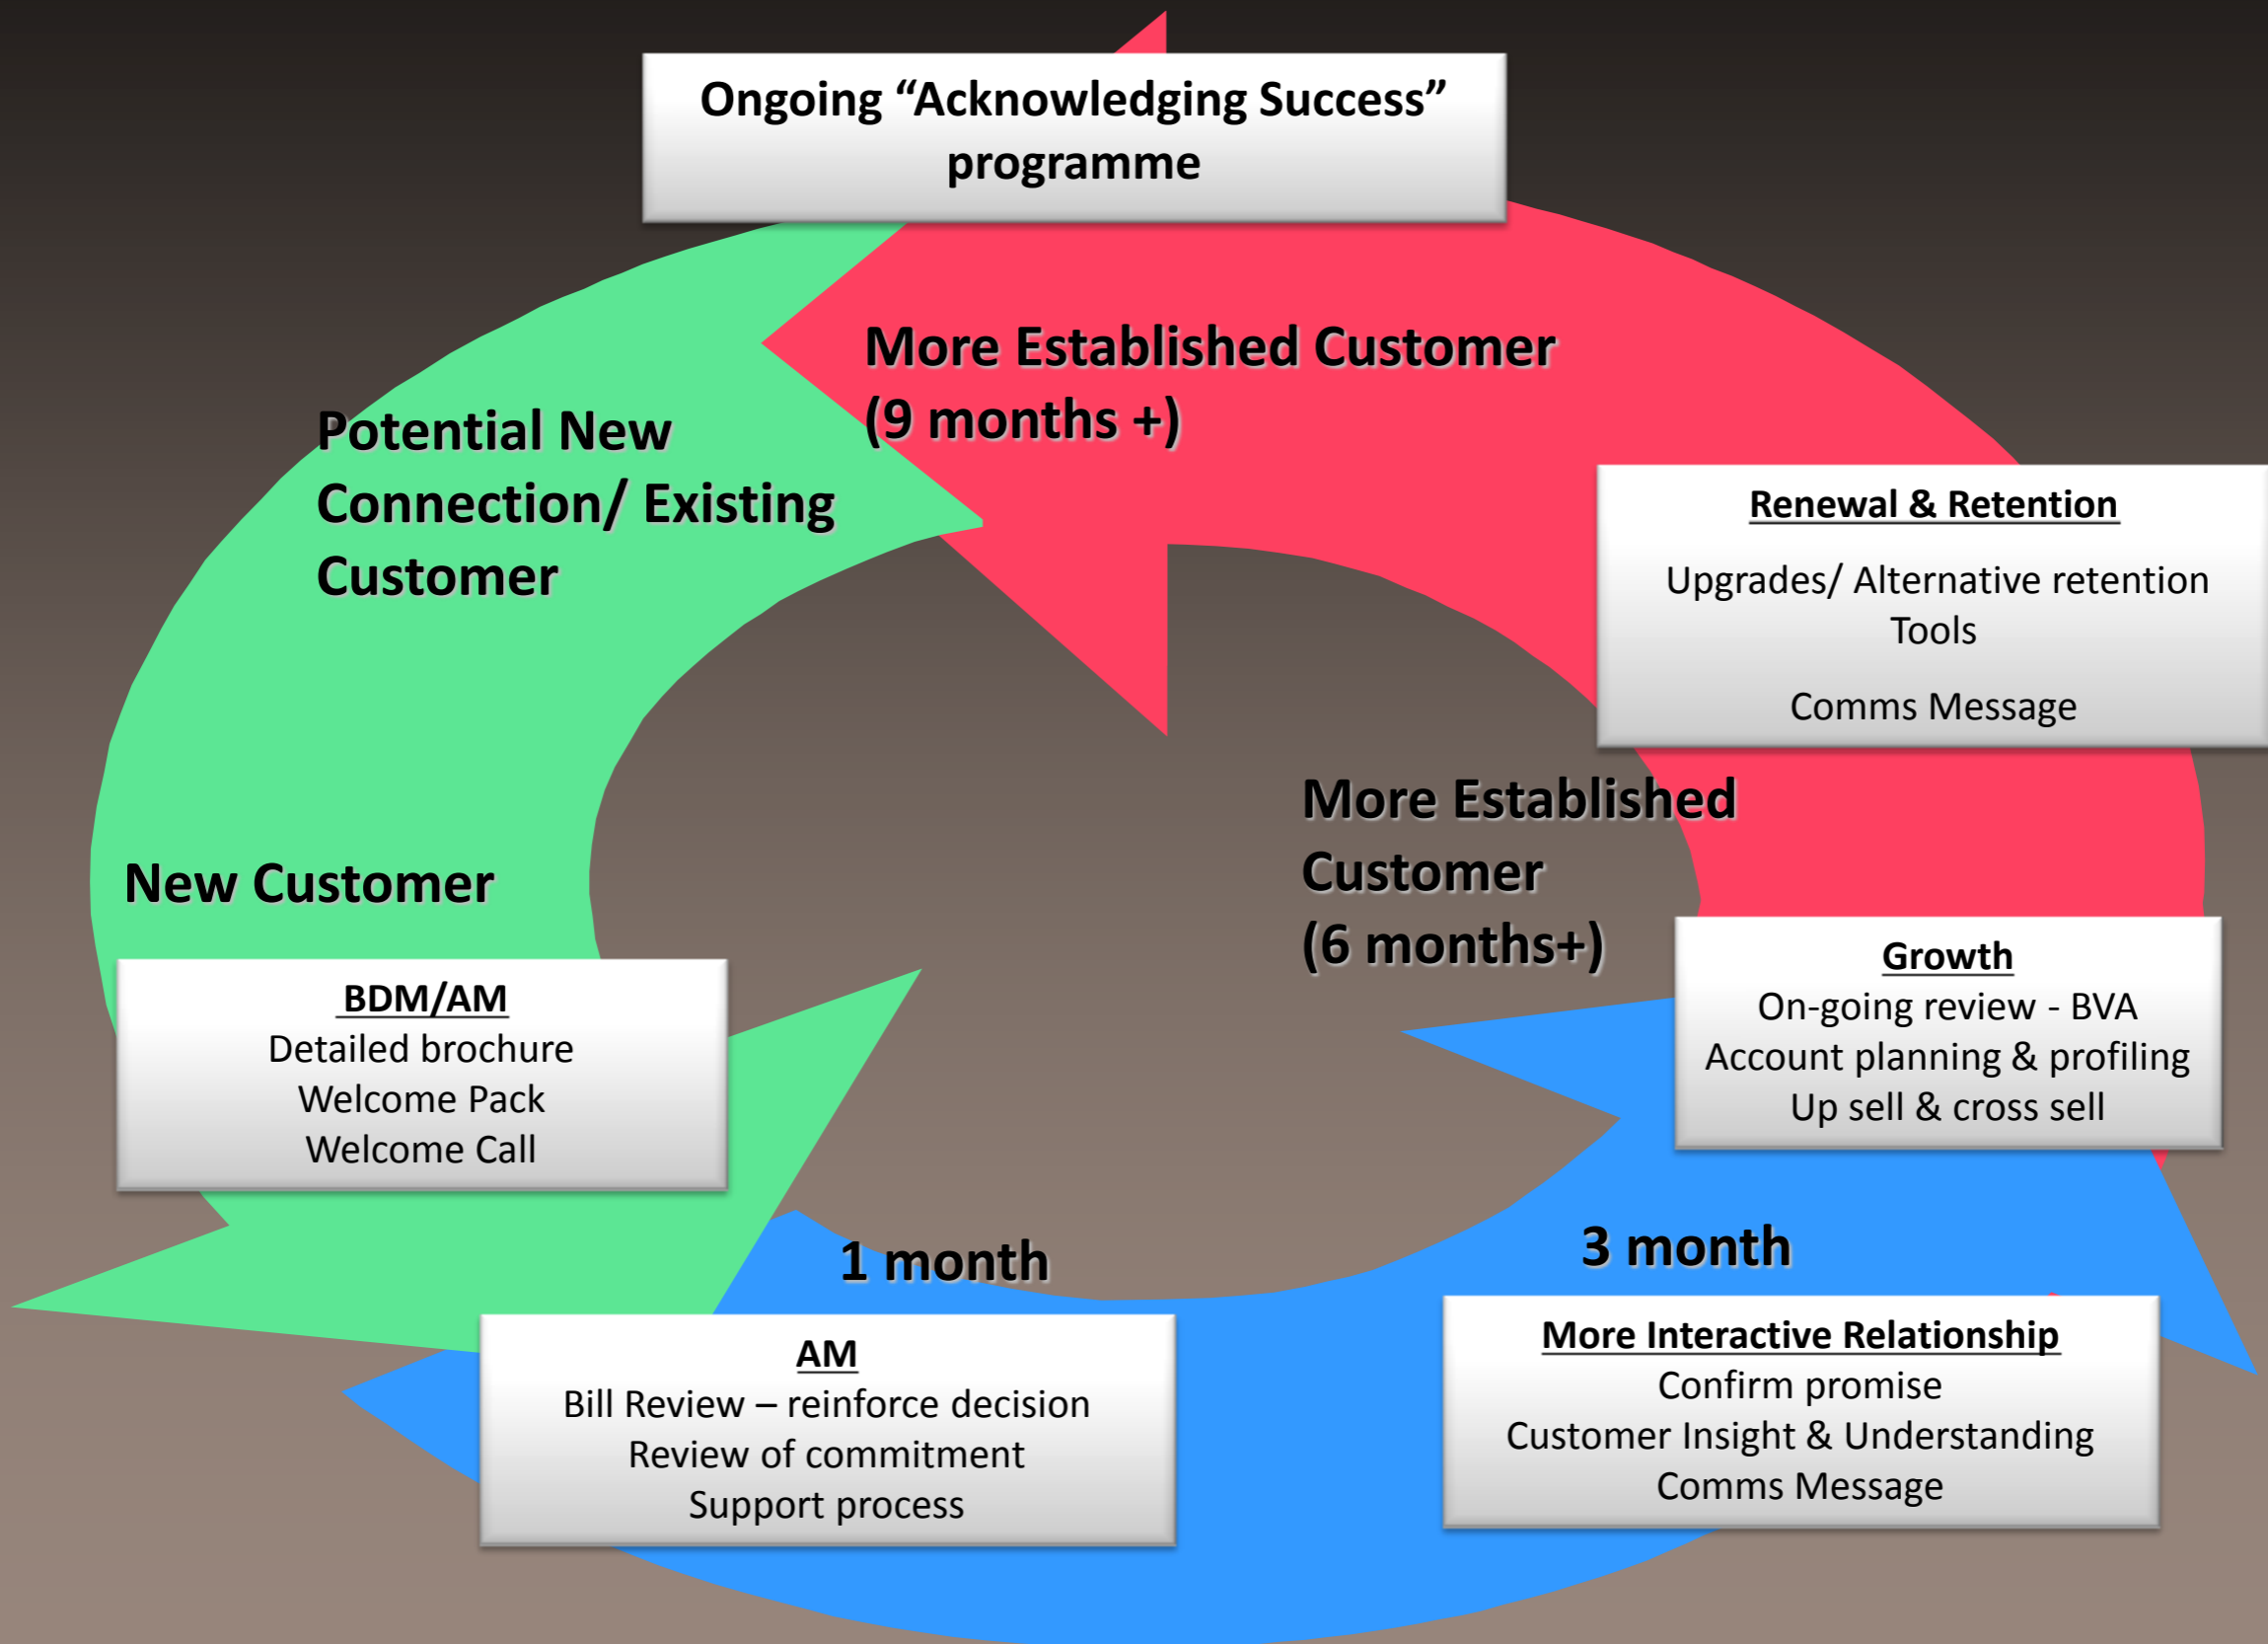 Ongoing “Acknowledging Success”
programme
More Established Customer
(9 months +)
Potential New
Connection/ Existing
Customer
Renewal & Retention
Upgrades/ Alternative retention
Tools
Comms Message
More Established
Customer
(6 months+)
New Customer
Growth
On-going review - BVA
Account planning & profiling
Up sell & cross sell
BDM/AM
Detailed brochure
Welcome Pack
Welcome Call
1 month
3 month
AM
Bill Review – reinforce decision
Review of commitment
Support process
More Interactive Relationship
Confirm promise
Customer Insight & Understanding
Comms Message